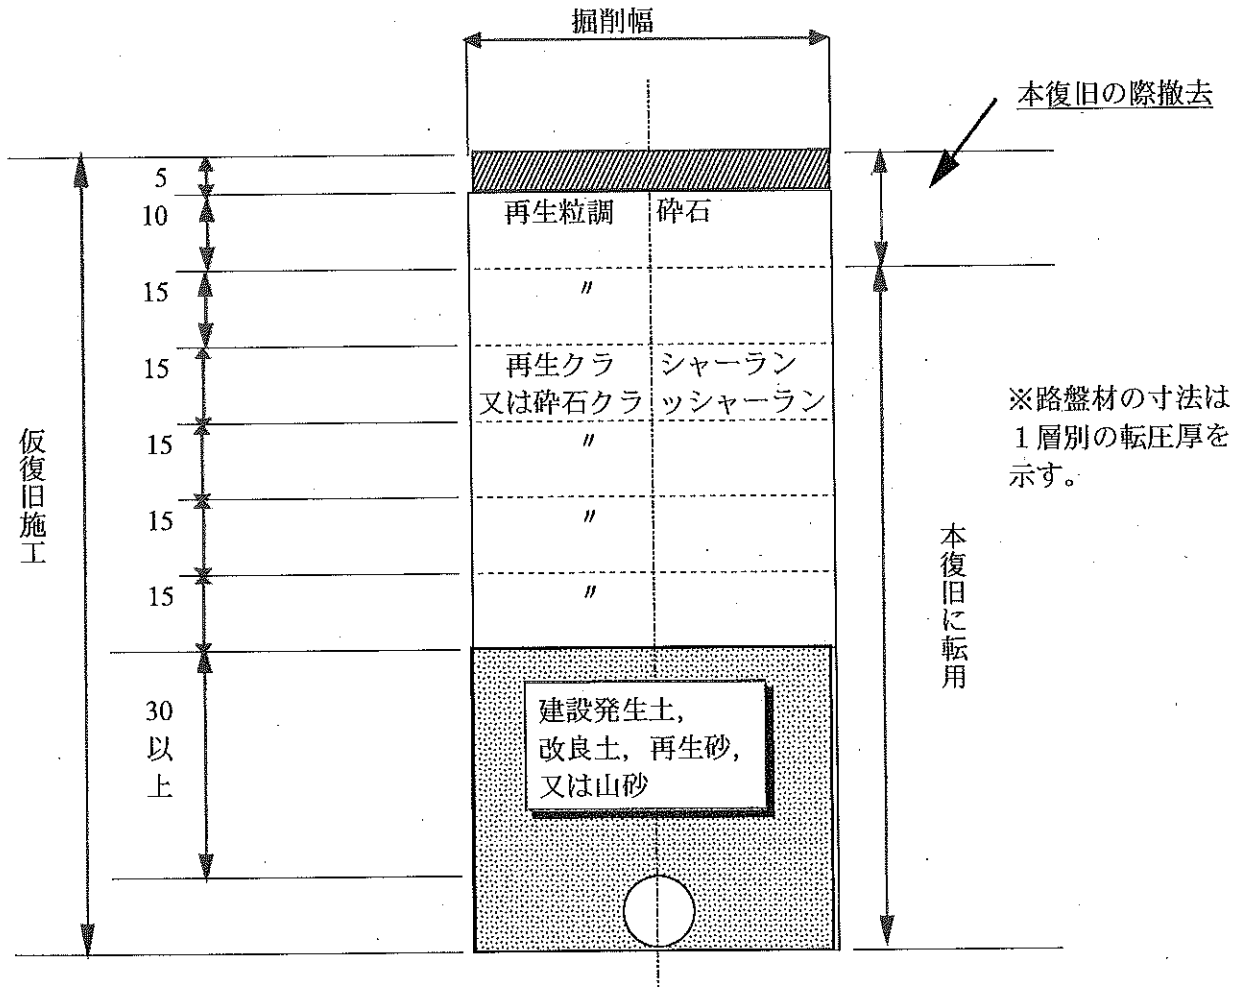 掘削幅
本復旧の際撤去
5
10
再生粒調 砕石
15
〃
15
再生クラ シャーラン
又は砕石クラ ッシャーラン
※路盤材の寸法は
1層別の転圧厚を
示す。
仮復旧施工
15
〃
15
〃
15
〃
本復旧に転用
30
以
上
建設発生土，
改良土，再生砂，
又は山砂